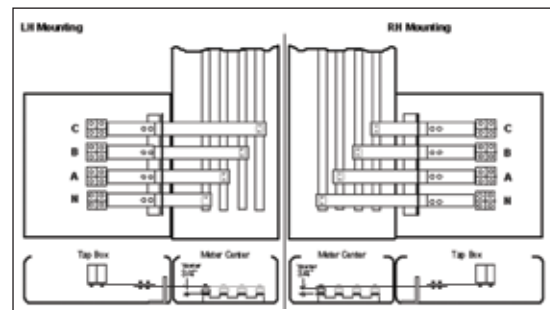 LH Mounting
RH Mounting
C
B
A
N
C
B
A
N
Tap Box
Meter Center
Meter Center
Tap Box